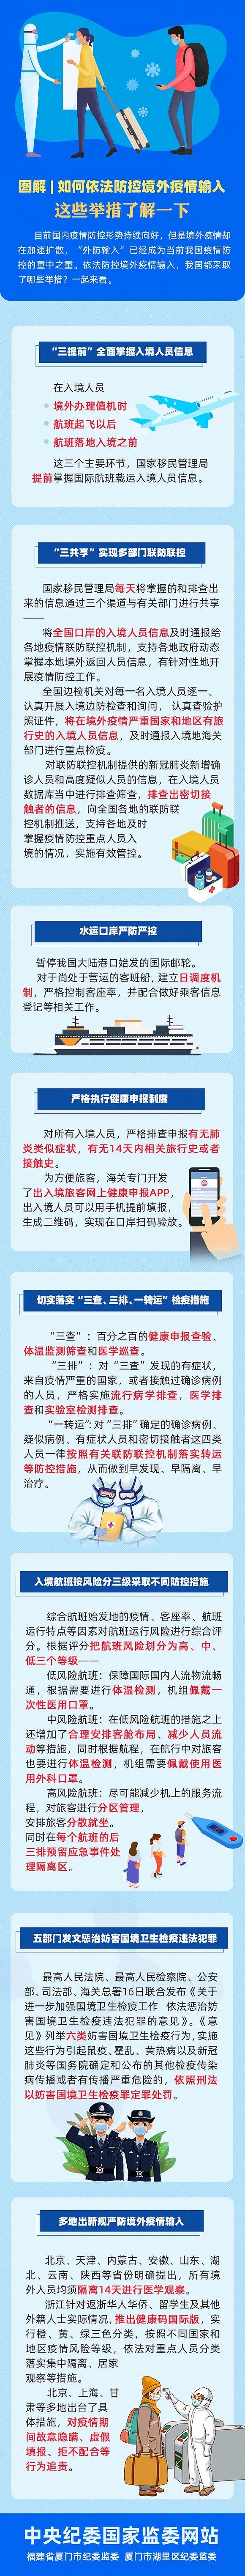 图解 | 如何依法防控境外疫情输入
这些举措了解一下
目前国内疫情防控形势持续向好，但是境外疫情却
在加速扩散，“外防输入”已经成为当前我国疫情防
控的重中之重。依法防控境外疫情输入，我国都采取
了哪些举措？一起来看。
“三提前”全面掌握入境人员信息
在入境人员
境外办理值机时
航班起飞以后
航班落地入境之前
这三个主要环节，国家移民管理局
提前掌握国际航班载运入境人员信息。
“三共享”实现多部门联防联控
国家移民管理局每天将掌握的和排查出
来的信息通过三个渠道与有关部门进行共享
——
将全国口岸的入境人员信息及时通报给
各地疫情联防联控机制，支持各地政府动态
掌握本地境外返回人员信息，有针对性地开
展疫情防控工作。
全国边检机关对每一名入境人员逐一、
认真开展入境边防检查和询问，认真查验护
照证件，将在境外疫情严重国家和地区有旅
行史的入境人员信息，及时通报入境地海关
部门进行重点检疫。
对联防联控机制提供的新冠肺炎新增确
诊人员和高度疑似人员的信息，在入境人员
数据库当中进行排查筛查，排查出密切接
触者的信息，向全国各地的联防联
控机制推送，支持各地及时
掌握疫情防控重点人员入
境的情况，实施有效管控。
水运口岸严防严控
暂停我国大陆港口始发的国际邮轮。
对于尚处于营运的客班船，建立日调度机
制，严格控制客座率，并配合做好乘客信息
登记等相关工作。
严格执行健康申报制度
对所有入境人员，严格排查申报有无肺
炎类似症状，有无14天内相关旅行史或者
接触史。
为方便旅客，海关专门开发
了出入境旅客网上健康申报APP，
出入境人员可以用手机提前填报，
生成二维码，实现在口岸扫码验放。
切实落实“三查、三排、一转运”检疫措施
“三查”：百分之百的健康申报查验、
体温监测筛查和医学巡查。
“三排”：对“三查”发现的有症状，
来自疫情严重的国家，或者接触过确诊病例
的人员，严格实施流行病学排查，医学排
查和实验室检测排查。
“一转运”：对“三排”确定的确诊病例、
疑似病例、有症状人员和密切接触者这四类
人员一律按照有关联防联控机制落实转运
等防控措施，从而做到早发现、早隔离、早
治疗。
入境航班按风险分三级采取不同防控措施
综合航班始发地的疫情、客座率、航班
运行特点等因素对航班运行风险进行综合评
分。根据评分把航班风险划分为高、中、
低三个等级——
低风险航班：保障国际国内人流物流畅
通，根据需要进行体温检测，机组佩戴一
次性医用口罩。
中风险航班：在低风险航班的措施之上
还增加了合理安排客舱布局、减少人员流
动等措施，同时根据航程，在航行中对旅客
也要进行体温检测，机组需要佩戴使用医
用外科口罩。
高风险航班：尽可能减少机上的服务流
程，对旅客进行分区管理，
安排旅客分散就坐。
同时在每个航班的后
三排预留应急事件处
理隔离区。
五部门发文惩治妨害国境卫生检疫违法犯罪
最高人民法院、最高人民检察院、公安
部、司法部、海关总署16日联合发布《关于
进一步加强国境卫生检疫工作 依法惩治妨
害国境卫生检疫违法犯罪的意见》。《意
见》列举六类妨害国境卫生检疫行为，实施
这些行为引起鼠疫、霍乱、黄热病以及新冠
肺炎等国务院确定和公布的其他检疫传染
病传播或者有传播严重危险的，依照刑法
以妨害国境卫生检疫罪定罪处罚。
多地出新规严防境外疫情输入
北京、天津、内蒙古、安徽、山东、湖
北、云南、陕西等省份明确提出，所有境
外人员均须隔离14天进行医学观察。
浙江针对返浙华人华侨、留学生及其他
外籍人士实际情况，推出健康码国际版，实
行橙、黄、绿三色分类，按照不同国家和
地区疫情风险等级，依法对重点人员分类
落实集中隔离、居家
观察等措施。
北京、上海、甘
肃等多地出台了具
体措施，对疫情期
间故意隐瞒、虚假
填报、拒不配合等
行为追责。
中央纪委国家监委网站
福建省厦门市纪委监委 厦门市湖里区纪委监委